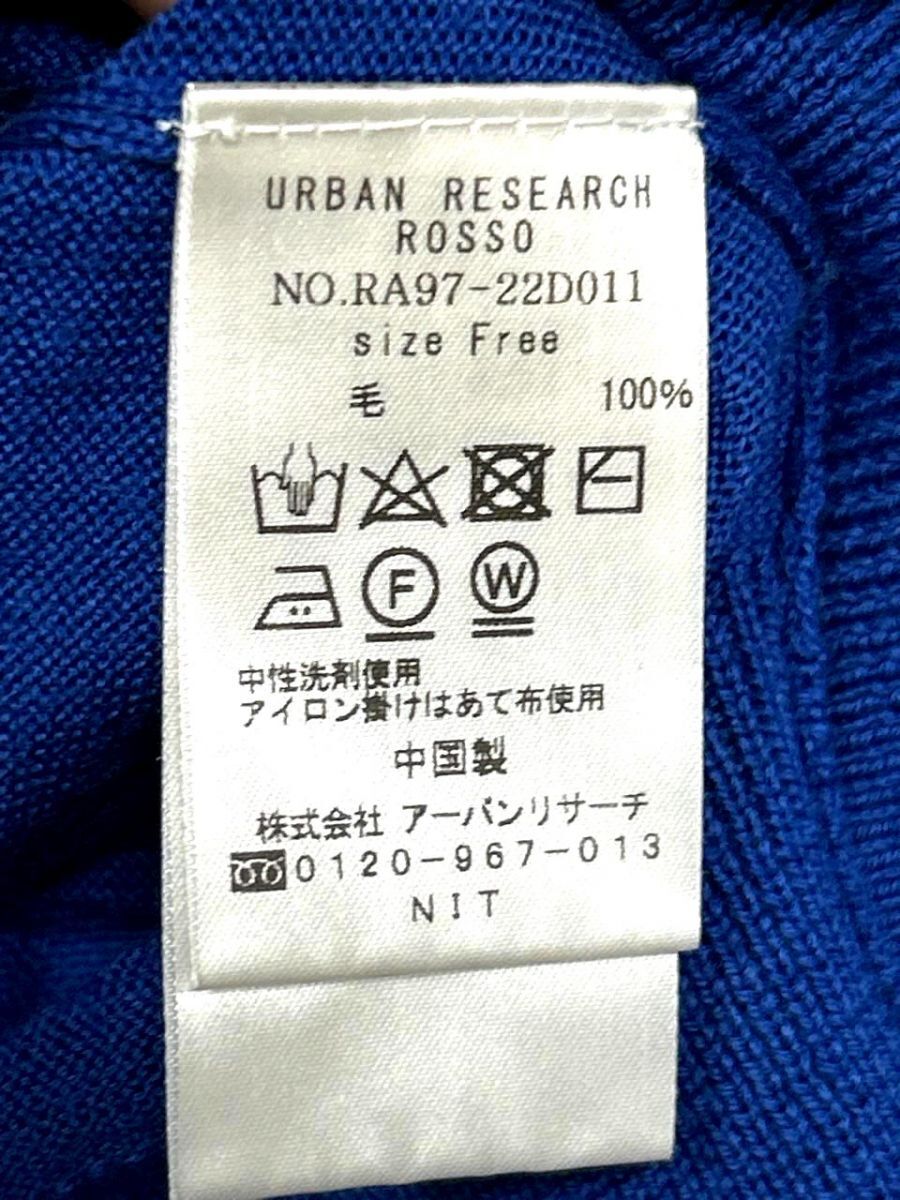 URBAN RESEARCH
ROSSO
NO.RA97-22D011
size Free
毛 100%
F W
中性洗剤使用
アイロン掛けはあて布使用
中国製
株式会社 アーバンリサーチ
0120-967-013
NIT